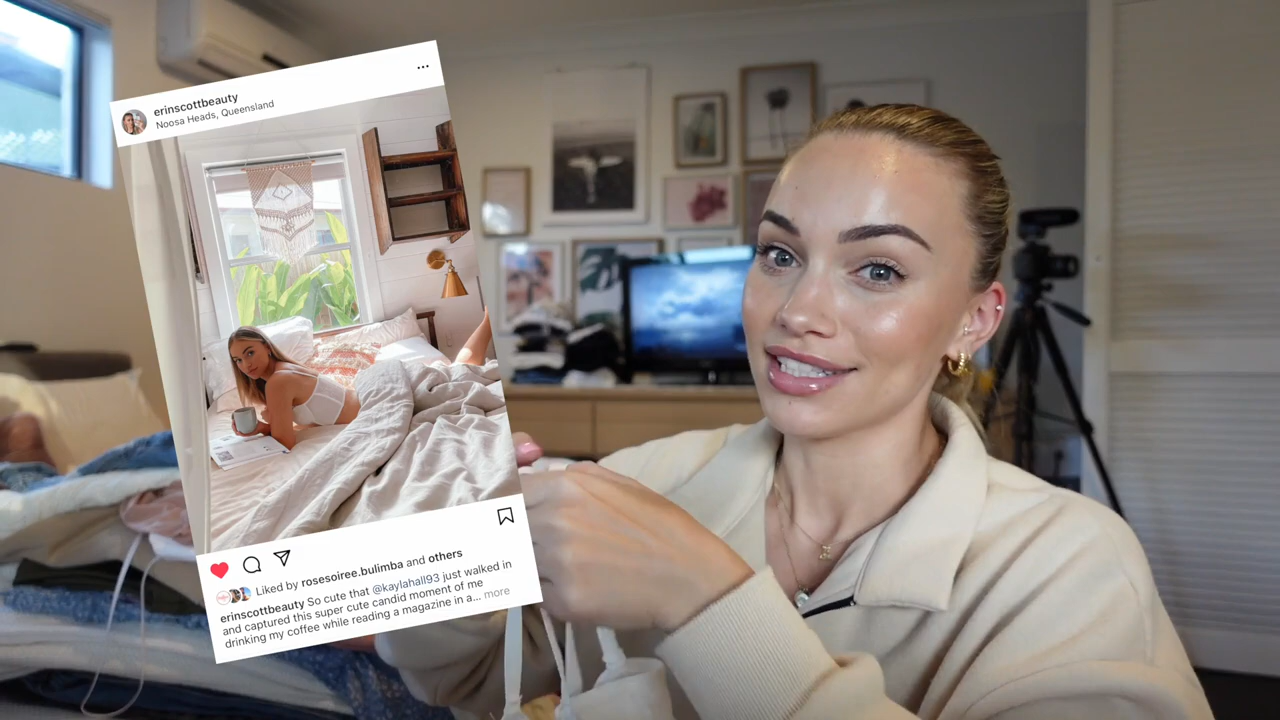 erinscottbeauty
Noosa Heads, Queensland
Liked by rosesoiree.bulimba and others
erinscottbeauty So cute that @kaylahall93 just walked in
and captured this super cute candid moment of me
drinking my coffee while reading a magazine in a... more